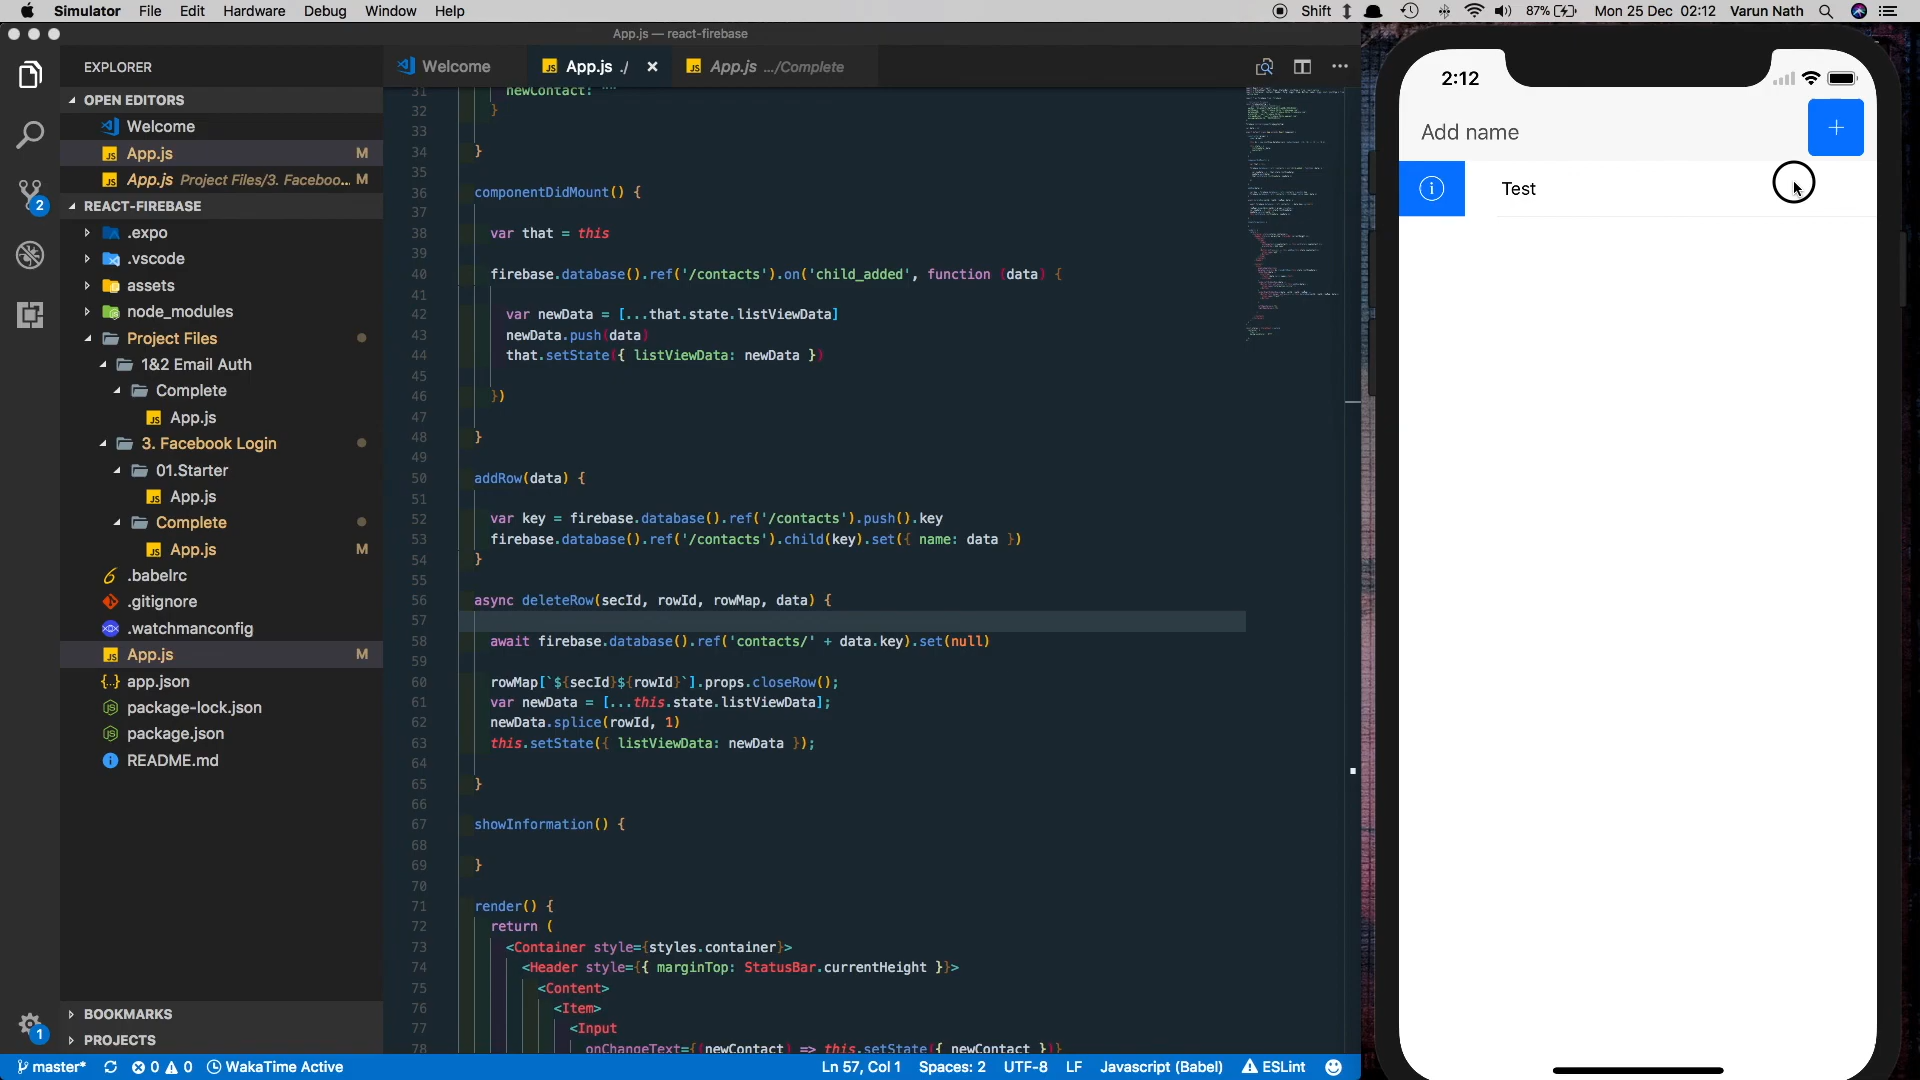 Simulator File Edit Hardware Debug Window Help
Shift 87% Mon 25 Dec 02:12 Varun Nath
App.js — react-firebase
EXPLORER
Welcome
App.js ./
App.js .../Complete
OPEN EDITORS
Welcome
App.js M
App.js Project Files/3. Faceboo... M
REACT-FIREBASE
.expo
.vscode
assets
node_modules
Project Files
1&2 Email Auth
Complete
App.js
3. Facebook Login
01.Starter
App.js
Complete
App.js M
.babelrc
.gitignore
.watchmanconfig
App.js M
app.json
package-lock.json
package.json
README.md
BOOKMARKS
PROJECTS
2
1
31 newContact: ""
32 }
33
34 }
35
36 componentDidMount() {
37
38 var that = this
39
40 firebase.database().ref('/contacts').on('child_added', function (data) {
41
42 var newData = [...that.state.listViewData]
43 newData.push(data)
44 that.setState({ listViewData: newData })
45
46 })
47
48 }
49
50 addRow(data) {
51
52 var key = firebase.database().ref('/contacts').push().key
53 firebase.database().ref('/contacts').child(key).set({ name: data })
54 }
55
56 async deleteRow(secId, rowId, rowMap, data) {
57
58 await firebase.database().ref('contacts/' + data.key).set(null)
59
60 rowMap[`${secId}${rowId}`].props.closeRow();
61 var newData = [...this.state.listViewData];
62 newData.splice(rowId, 1)
63 this.setState({ listViewData: newData });
64
65 }
66
67 showInformation() {
68
69 }
70
71 render() {
72 return (
73 <Container style={styles.container}>
74 <Header style={{ marginTop: StatusBar.currentHeight }}>
75 <Content>
76 <Item>
77 <Input
78 onChangeText={(newContact) => this.setState({ newContact })}
master* 0 0 WakaTime Active
Ln 57, Col 1 Spaces: 2 UTF-8 LF Javascript (Babel) ESLint
2:12
Add name
+
Test